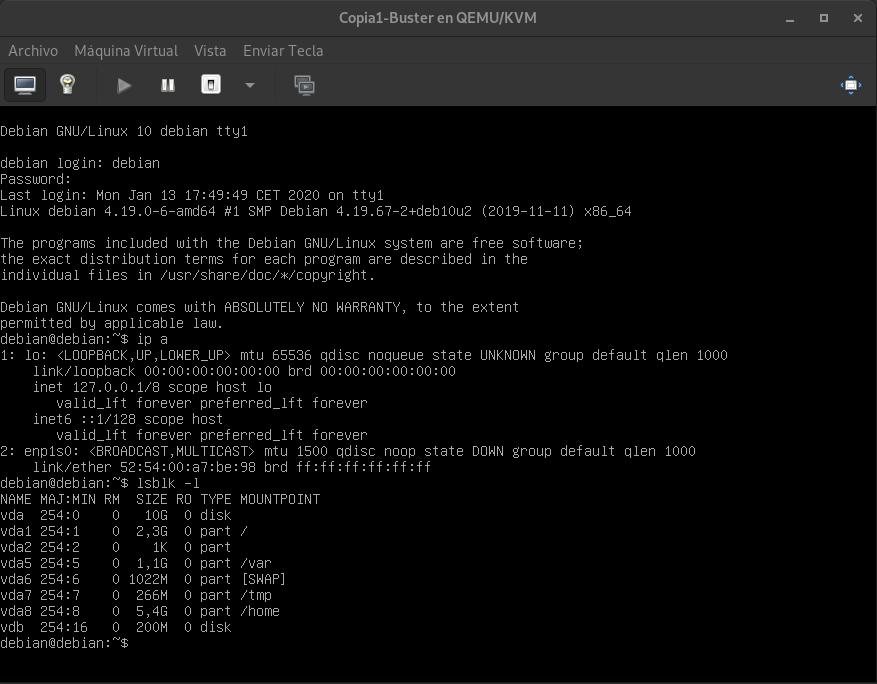 Copia1-Buster en QEMU/KVM
Archivo Máquina Virtual Vista Enviar Tecla
Debian GNU/Linux 10 debian tty1
debian login: debian
Password:
Last login: Mon Jan 13 17:49:49 CET 2020 on tty1
Linux debian 4.19.0-6-amd64 #1 SMP Debian 4.19.67-2+deb10u2 (2019-11-11) x86_64
The programs included with the Debian GNU/Linux system are free software;
the exact distribution terms for each program are described in the
individual files in /usr/share/doc/*/copyright.
Debian GNU/Linux comes with ABSOLUTELY NO WARRANTY, to the extent
permitted by applicable law.
debian@debian:~$ ip a
1: lo: <LOOPBACK,UP,LOWER_UP> mtu 65536 qdisc noqueue state UNKNOWN group default qlen 1000
    link/loopback 00:00:00:00:00:00 brd 00:00:00:00:00:00
    inet 127.0.0.1/8 scope host lo
       valid_lft forever preferred_lft forever
    inet6 ::1/128 scope host
       valid_lft forever preferred_lft forever
2: enp1s0: <BROADCAST,MULTICAST> mtu 1500 qdisc noop state DOWN group default qlen 1000
    link/ether 52:54:00:a7:be:98 brd ff:ff:ff:ff:ff:ff
debian@debian:~$ lsblk -l
NAME MAJ:MIN RM  SIZE RO TYPE MOUNTPOINT
vda  254:0    0   10G  0 disk
vda1 254:1    0  2,3G  0 part /
vda2 254:2    0    1K  0 part
vda5 254:5    0  1,1G  0 part /var
vda6 254:6    0 1022M  0 part [SWAP]
vda7 254:7    0  266M  0 part /tmp
vda8 254:8    0  5,4G  0 part /home
vdb  254:16   0  200M  0 disk
debian@debian:~$